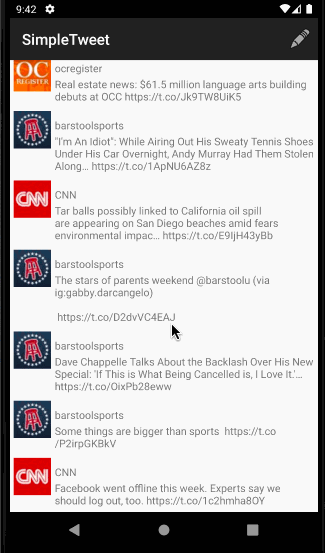 9:42
SimpleTweet
OC
REGISTER
ocregister
Real estate news: $61.5 million language arts building
debuts at OCC https://t.co/Jk9TW8UiK5
barstoolsports
"I'm An Idiot": While Airing Out His Sweaty Tennis Shoes
Under His Car Overnight, Andy Murray Had Them Stolen
Along… https://t.co/1ApNU6AZ8z
CNN
CNN
Tar balls possibly linked to California oil spill
are appearing on San Diego beaches amid fears
environmental impac… https://t.co/E9IjH43yBb
barstoolsports
The stars of parents weekend @barstoolu (via
ig:gabby.darcangelo)
https://t.co/D2dvVC4EAJ
barstoolsports
Dave Chappelle Talks About the Backlash Over His New
Special: 'If This is What Being Cancelled is, I Love It.'…
https://t.co/OixPb28eww
barstoolsports
Some things are bigger than sports https://t.co
/P2irpGKBkV
CNN
CNN
Facebook went offline this week. Experts say we
should log out, too. https://t.co/1c2hmha8OY